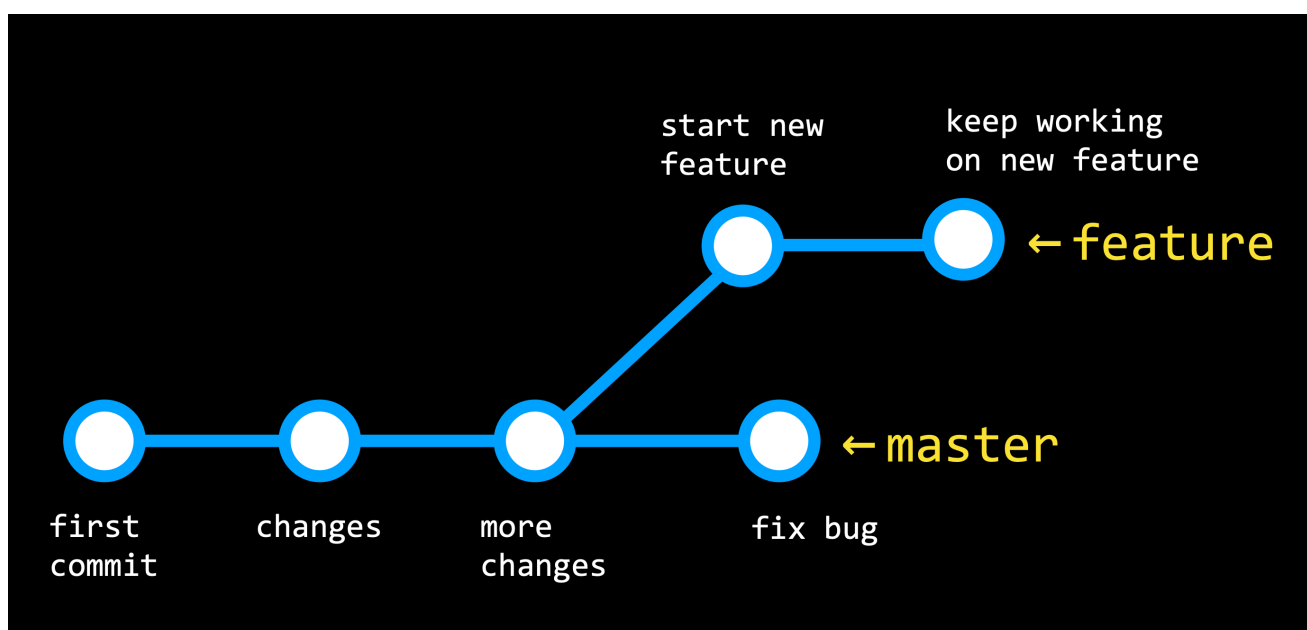 start new
feature
keep working
on new feature
←feature
←master
first
commit
changes
more
changes
fix bug